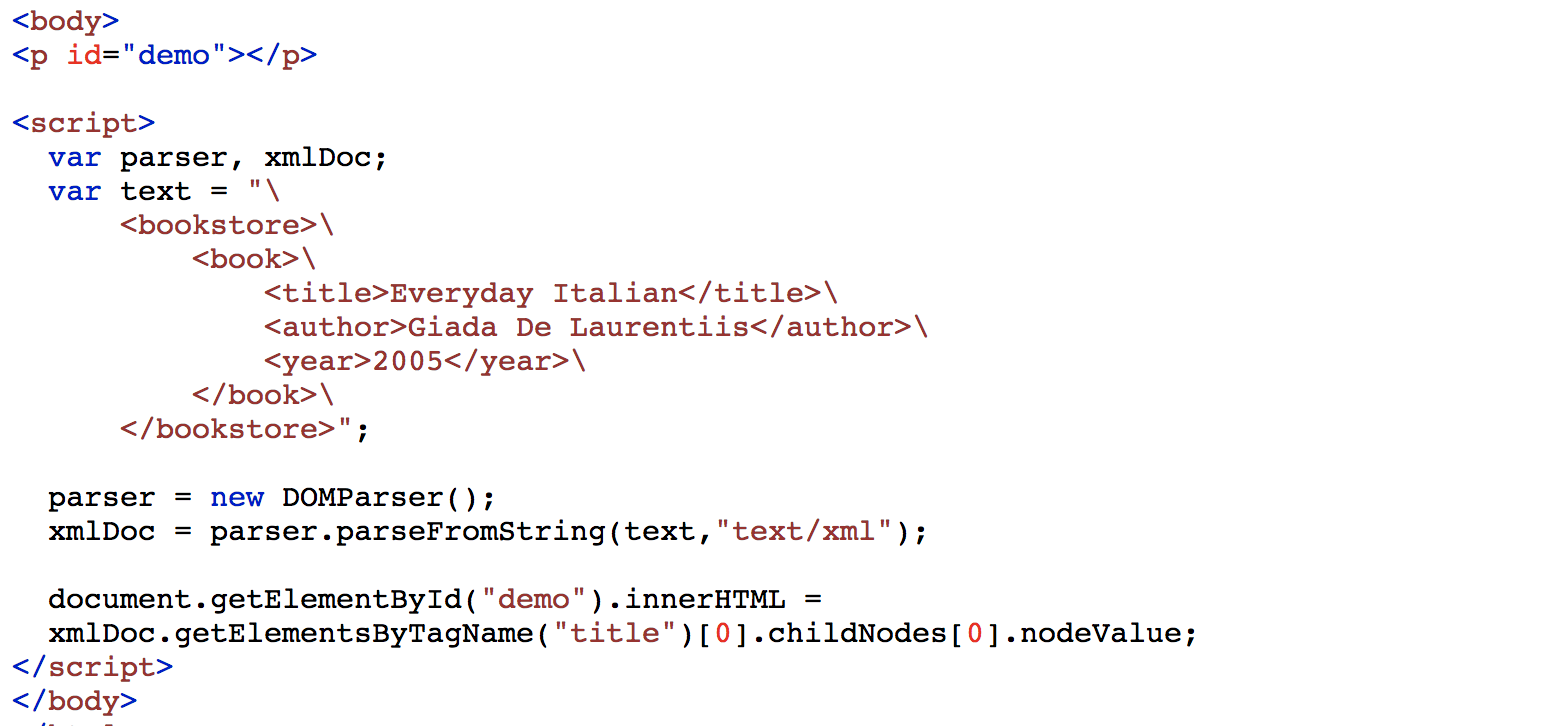 <body>
<p id="demo"></p>
<script>
var parser, xmlDoc;
var text = "\
<bookstore>\
<book>\
<title>Everyday Italian</title>\
<author>Giada De Laurentiis</author>\
<year>2005</year>\
</book>\
</bookstore>";
parser = new DOMParser();
xmlDoc = parser.parseFromString(text,"text/xml");
document.getElementById("demo").innerHTML =
xmlDoc.getElementsByTagName("title")[0].childNodes[0].nodeValue;
</script>
</body>